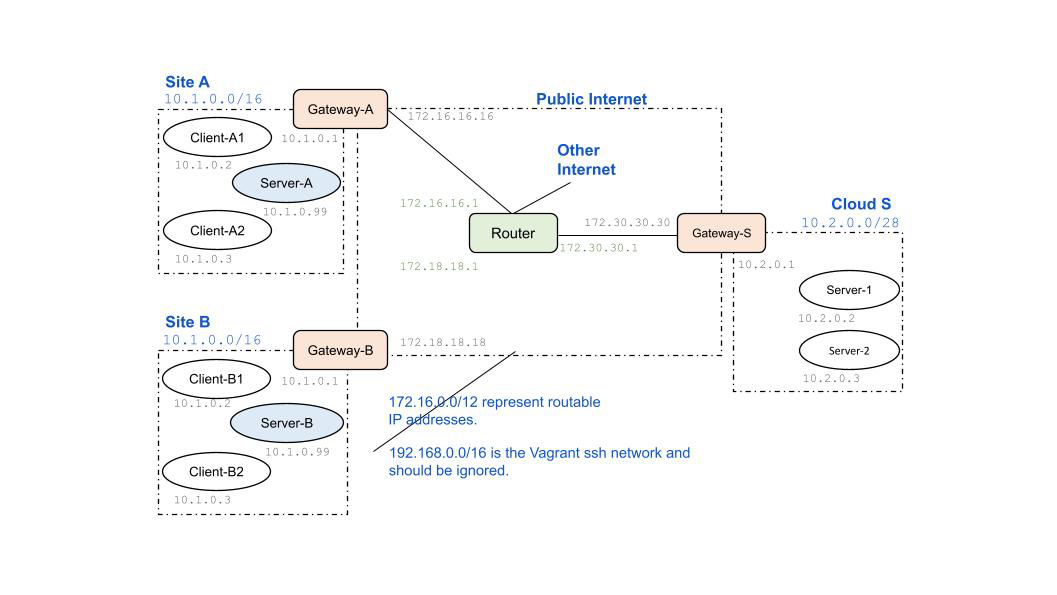 Site A
10.1.0.0/16
Gateway-A
Public Internet
172.16.16.16
Client-A1
10.1.0.1
10.1.0.2
Other
Internet
Server-A
10.1.0.99
172.16.16.1
Client-A2
10.1.0.3
Router
172.30.30.30
172.30.30.1
Gateway-S
Cloud S
10.2.0.0/28
172.18.18.1
10.2.0.1
Server-1
10.2.0.2
Server-2
10.2.0.3
Site B
10.1.0.0/16
Gateway-B
172.18.18.18
Client-B1
10.1.0.1
10.1.0.2
Server-B
10.1.0.99
Client-B2
10.1.0.3
172.16.0.0/12 represent routable
IP addresses.
192.168.0.0/16 is the Vagrant ssh network and
should be ignored.